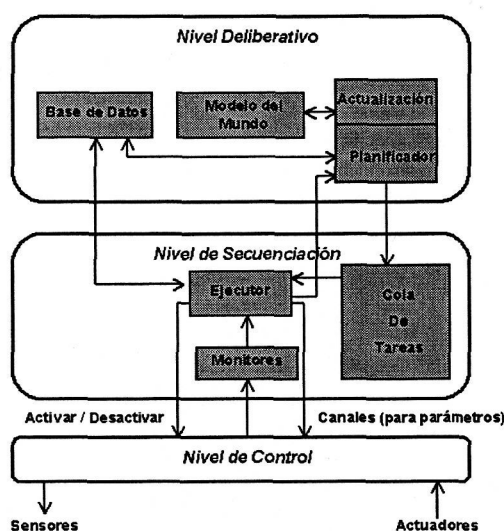 Nivel Deliberativo
Base de Datos
Modelo del
Mundo
Actualización
Planificador
Nivel de Secuenciación
Ejecutor
Cola
De
Tareas
Monitores
Activar / Desactivar
Canales (para parámetros)
Nivel de Control
Sensores
Actuadores